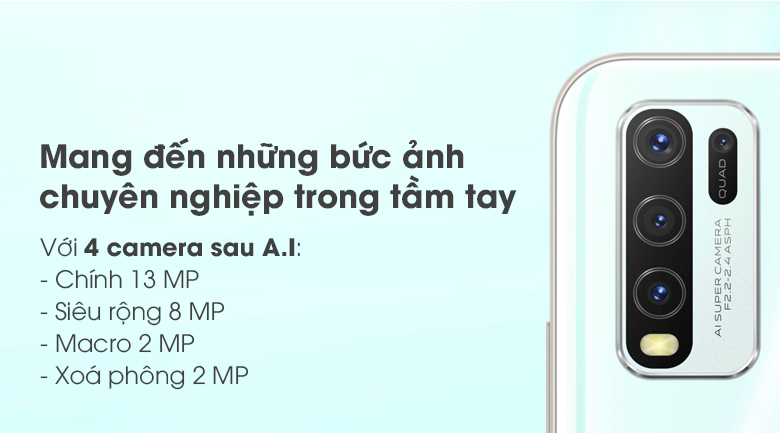 Mang đến những bức ảnh
chuyên nghiệp trong tầm tay
Với 4 camera sau A.I:
- Chính 13 MP
- Siêu rộng 8 MP
- Macro 2 MP
- Xoá phông 2 MP
QUAD
AI SUPER CAMERA
F2.2-2.4 ASPH